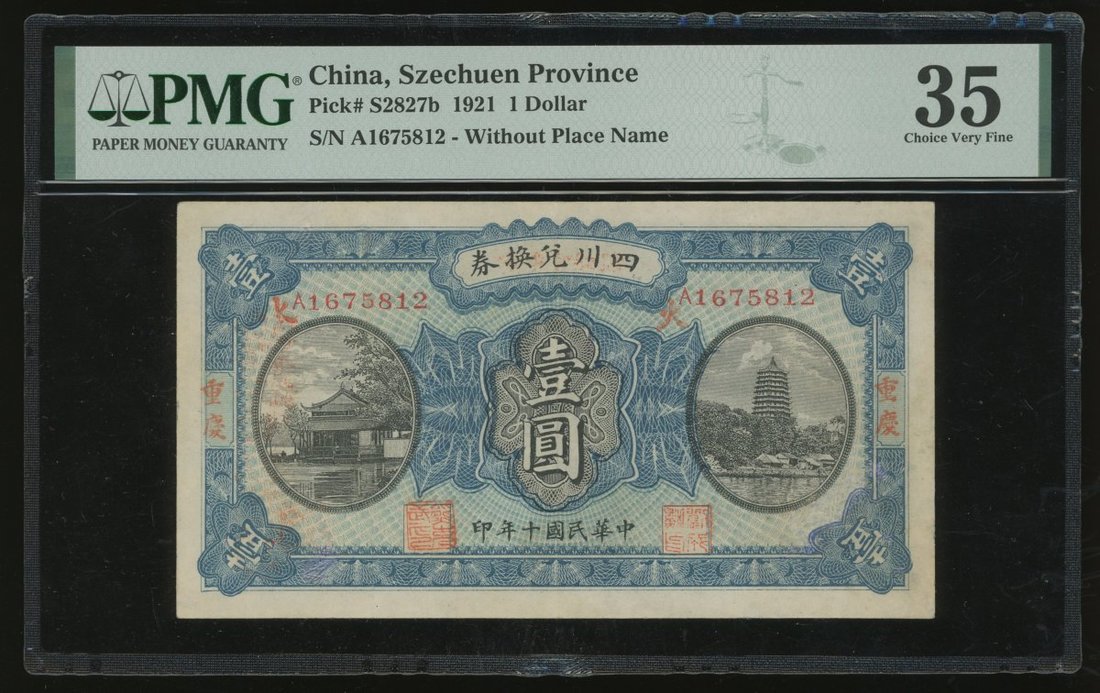 PMG®
PAPER MONEY GUARANTY
China, Szechuen Province
Pick# S2827b 1921 1 Dollar
S/N A1675812 - Without Place Name
35
Choice Very Fine
四川兌換券
壹
壹
A1675812
A1675812
壹圓
重慶
重慶
中華民國十年印
壹
壹